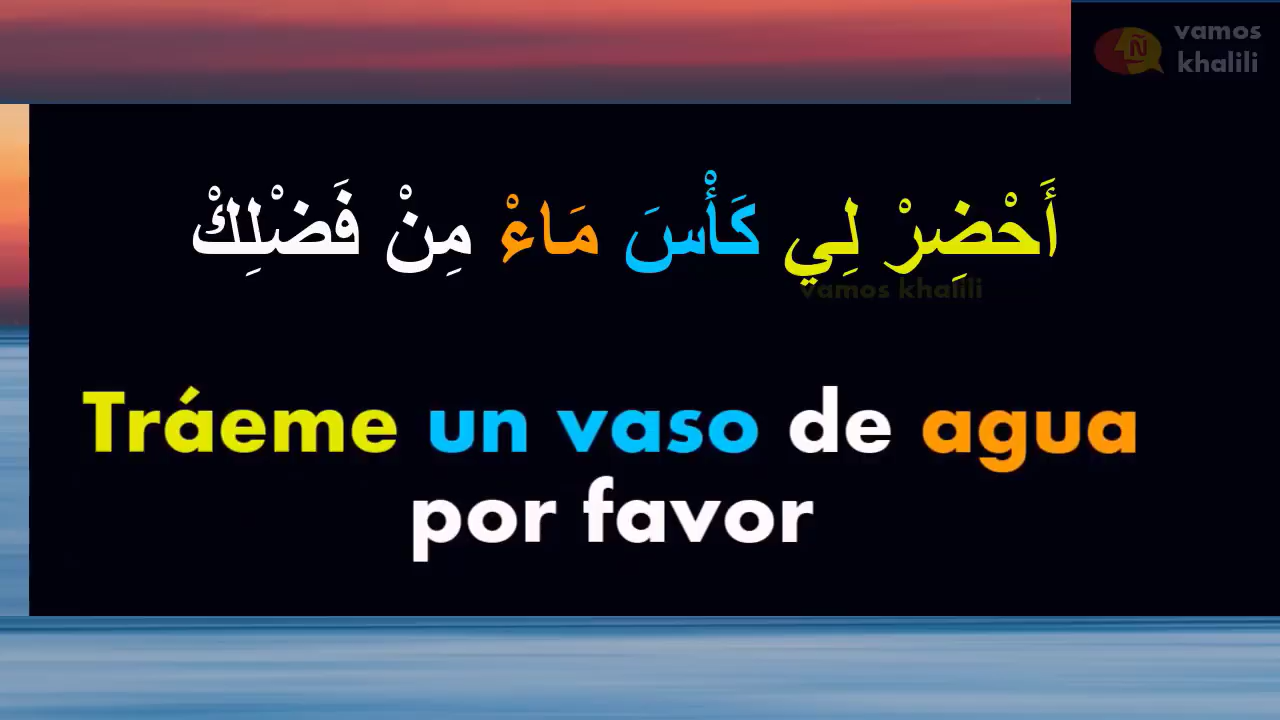 vamos
khalili
Ñ
أَحْضِرْ لِي كَأْسَ مَاءْ مِنْ فَضْلِكْ
vamos khalili
Tráeme un vaso de agua
por favor